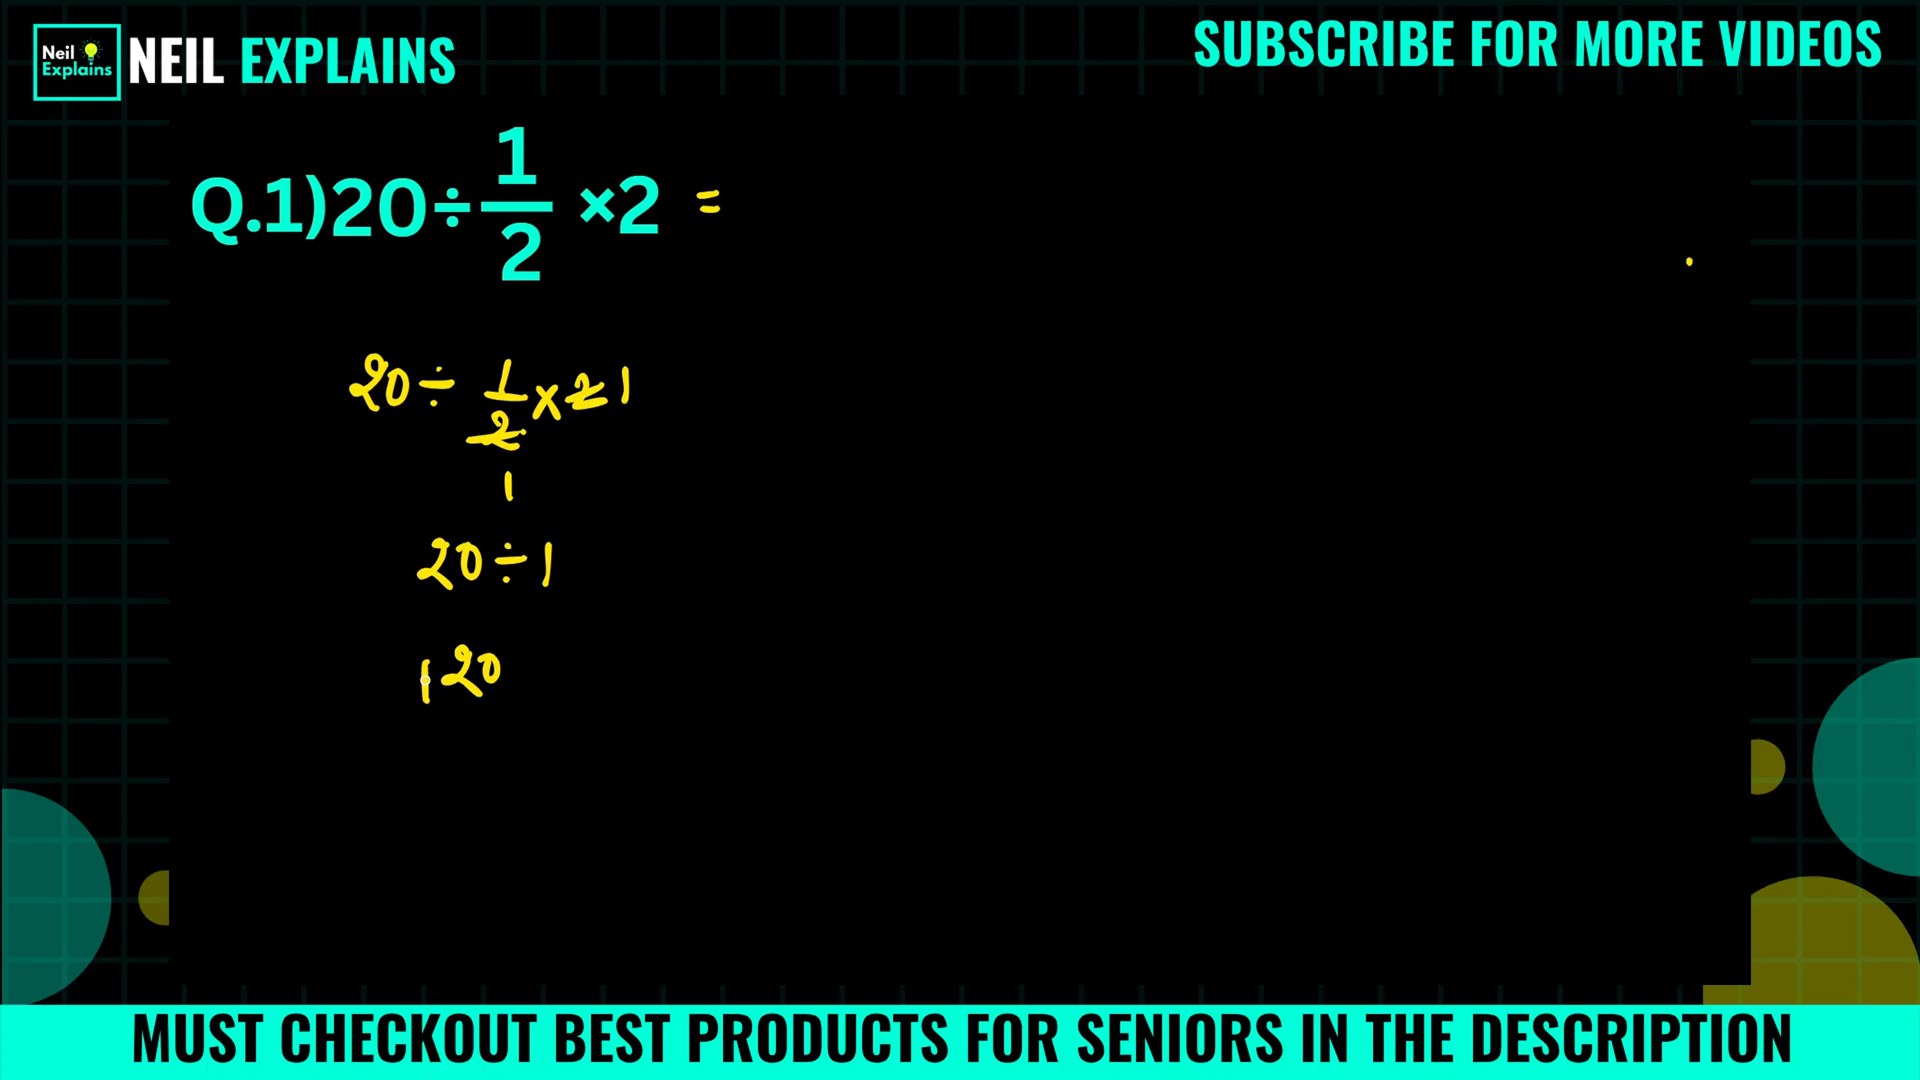 Neil
Explains
NEIL EXPLAINS
SUBSCRIBE FOR MORE VIDEOS
Q.1)20÷1/2 ×2 =
20÷ 1/2 ×2 1
1
20÷1
120
MUST CHECKOUT BEST PRODUCTS FOR SENIORS IN THE DESCRIPTION